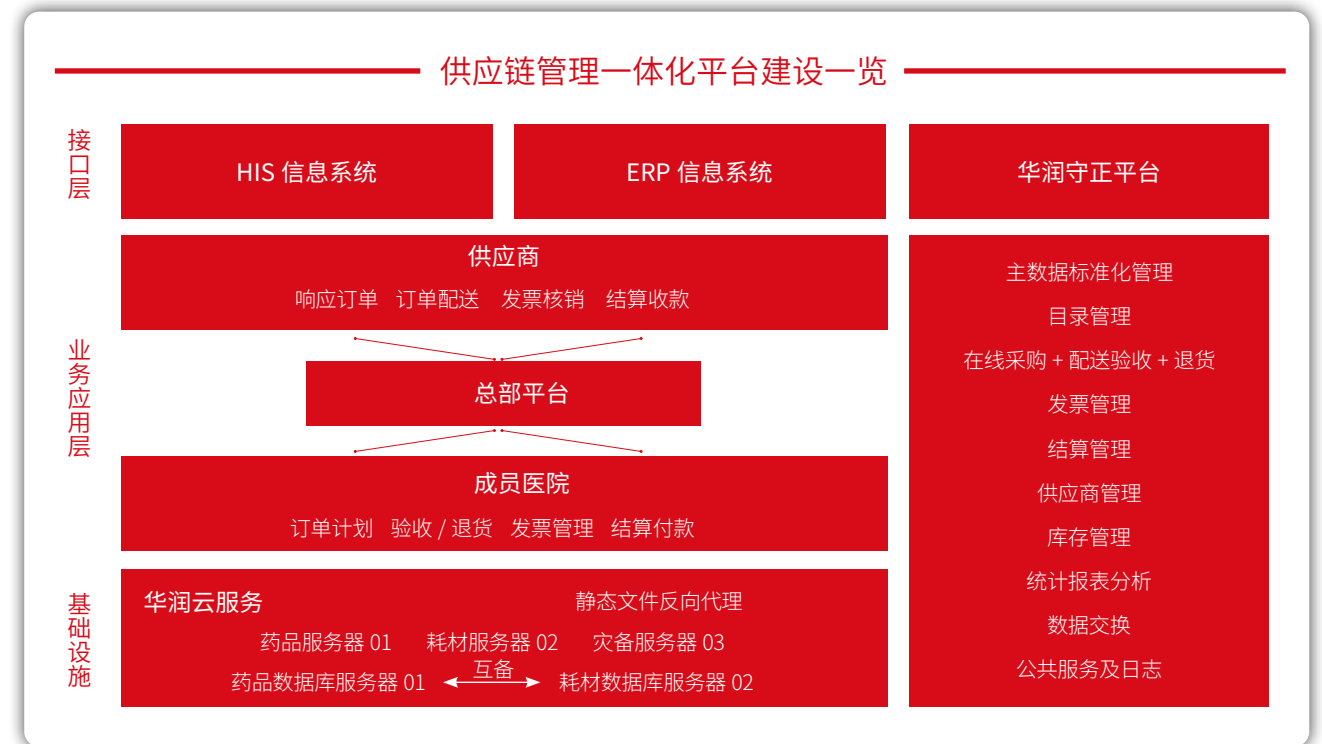 供应链管理一体化平台建设一览
接口层
HIS 信息系统
ERP 信息系统
华润守正平台
业务应用层
供应商
响应订单 订单配送 发票核销 结算收款
总部平台
成员医院
订单计划 验收 / 退货 发票管理 结算付款
主数据标准化管理
目录管理
在线采购 + 配送验收 + 退货
发票管理
结算管理
供应商管理
库存管理
统计报表分析
数据交换
公共服务及日志
基础设施
华润云服务
静态文件反向代理
药品服务器 01 耗材服务器 02 灾备服务器 03
互备
药品数据库服务器 01 耗材数据库服务器 02